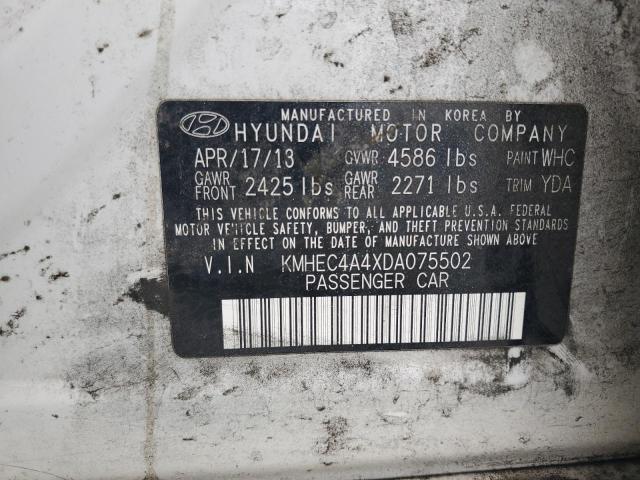 MANUFACTURED IN KOREA BY
HYUNDAI MOTOR COMPANY
APR/17/13 GVWR 4586 lbs PAINT WHC
GAWR FRONT 2425 lbs GAWR REAR 2271 lbs TRIM YDA
THIS VEHICLE CONFORMS TO ALL APPLICABLE U.S.A. FEDERAL
MOTOR VEHICLE SAFETY, BUMPER, AND THEFT PREVENTION STANDARDS
IN EFFECT ON THE DATE OF MANUFACTURE SHOWN ABOVE
V.I.N KMHEC4A4XDA075502
PASSENGER CAR